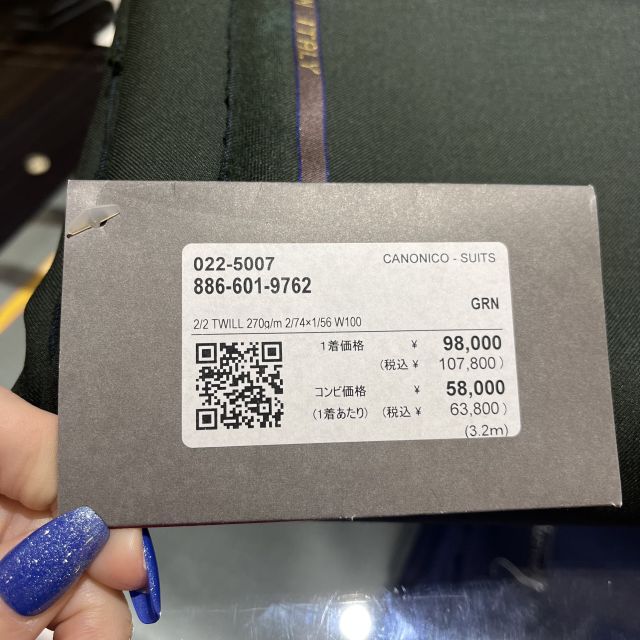 ITALY
022-5007 CANONICO - SUITS
886-601-9762
GRN
2/2 TWILL 270g/m 2/74×1/56 W100
1着価格 ¥ 98,000
(税込 ¥ 107,800)
コンビ価格 ¥ 58,000
(1着あたり) (税込 ¥ 63,800)
(3.2m)